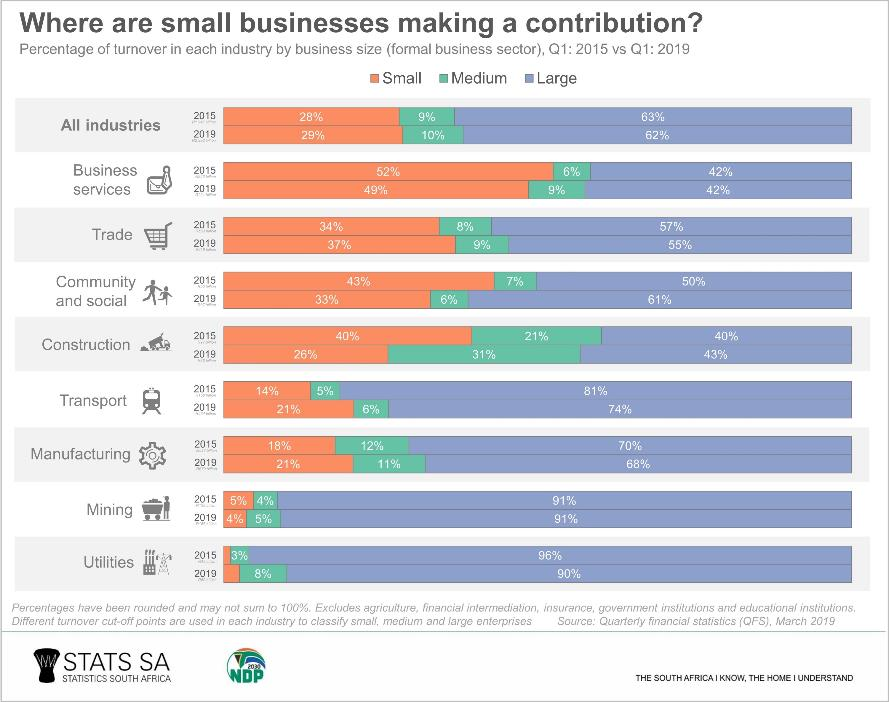 Where are small businesses making a contribution?
Percentage of turnover in each industry by business size (formal business sector), Q1: 2015 vs Q1: 2019
Small Medium Large
All industries
2015 28% 9% 63%
2019 29% 10% 62%
Business services
2015 52% 6% 42%
2019 49% 9% 42%
Trade
2015 34% 8% 57%
2019 37% 9% 55%
Community and social
2015 43% 7% 50%
2019 33% 6% 61%
Construction
2015 40% 21% 40%
2019 26% 31% 43%
Transport
2015 14% 5% 81%
2019 21% 6% 74%
Manufacturing
2015 18% 12% 70%
2019 21% 11% 68%
Mining
2015 5% 4% 91%
2019 4% 5% 91%
Utilities
2015 3% 96%
2019 8% 90%
Percentages have been rounded and may not sum to 100%. Excludes agriculture, financial intermediation, insurance, government institutions and educational institutions.
Different turnover cut-off points are used in each industry to classify small, medium and large enterprises Source: Quarterly financial statistics (QFS), March 2019
STATS SA
STATISTICS SOUTH AFRICA
2030
NDP
THE SOUTH AFRICA I KNOW, THE HOME I UNDERSTAND